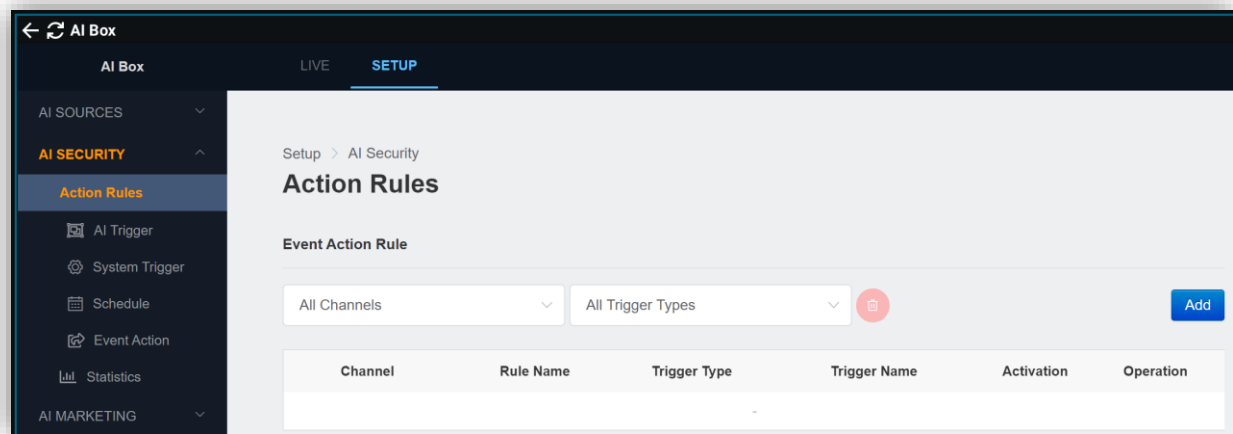 AI Box
AI Box
LIVE SETUP
AI SOURCES
AI SECURITY
Action Rules
AI Trigger
System Trigger
Schedule
Event Action
Statistics
AI MARKETING
Setup > AI Security
Action Rules
Event Action Rule
All Channels All Trigger Types Add
Channel Rule Name Trigger Type Trigger Name Activation Operation
-